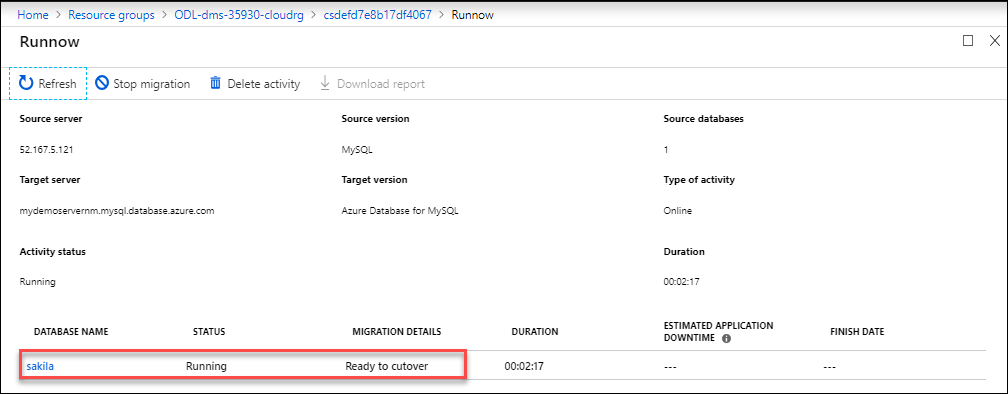 Home > Resource groups > ODL-dms-35930-cloudrg > csdefd7e8b17df4067 > Runnow
Runnow
Refresh Stop migration Delete activity Download report
Source server Source version Source databases
52.167.5.121 MySQL 1
Target server Target version Type of activity
mydemoservernm.mysql.database.azure.com Azure Database for MySQL Online
Activity status Duration
Running 00:02:17
DATABASE NAME STATUS MIGRATION DETAILS DURATION ESTIMATED APPLICATION DOWNTIME FINISH DATE
sakila Running Ready to cutover 00:02:17 --- ---